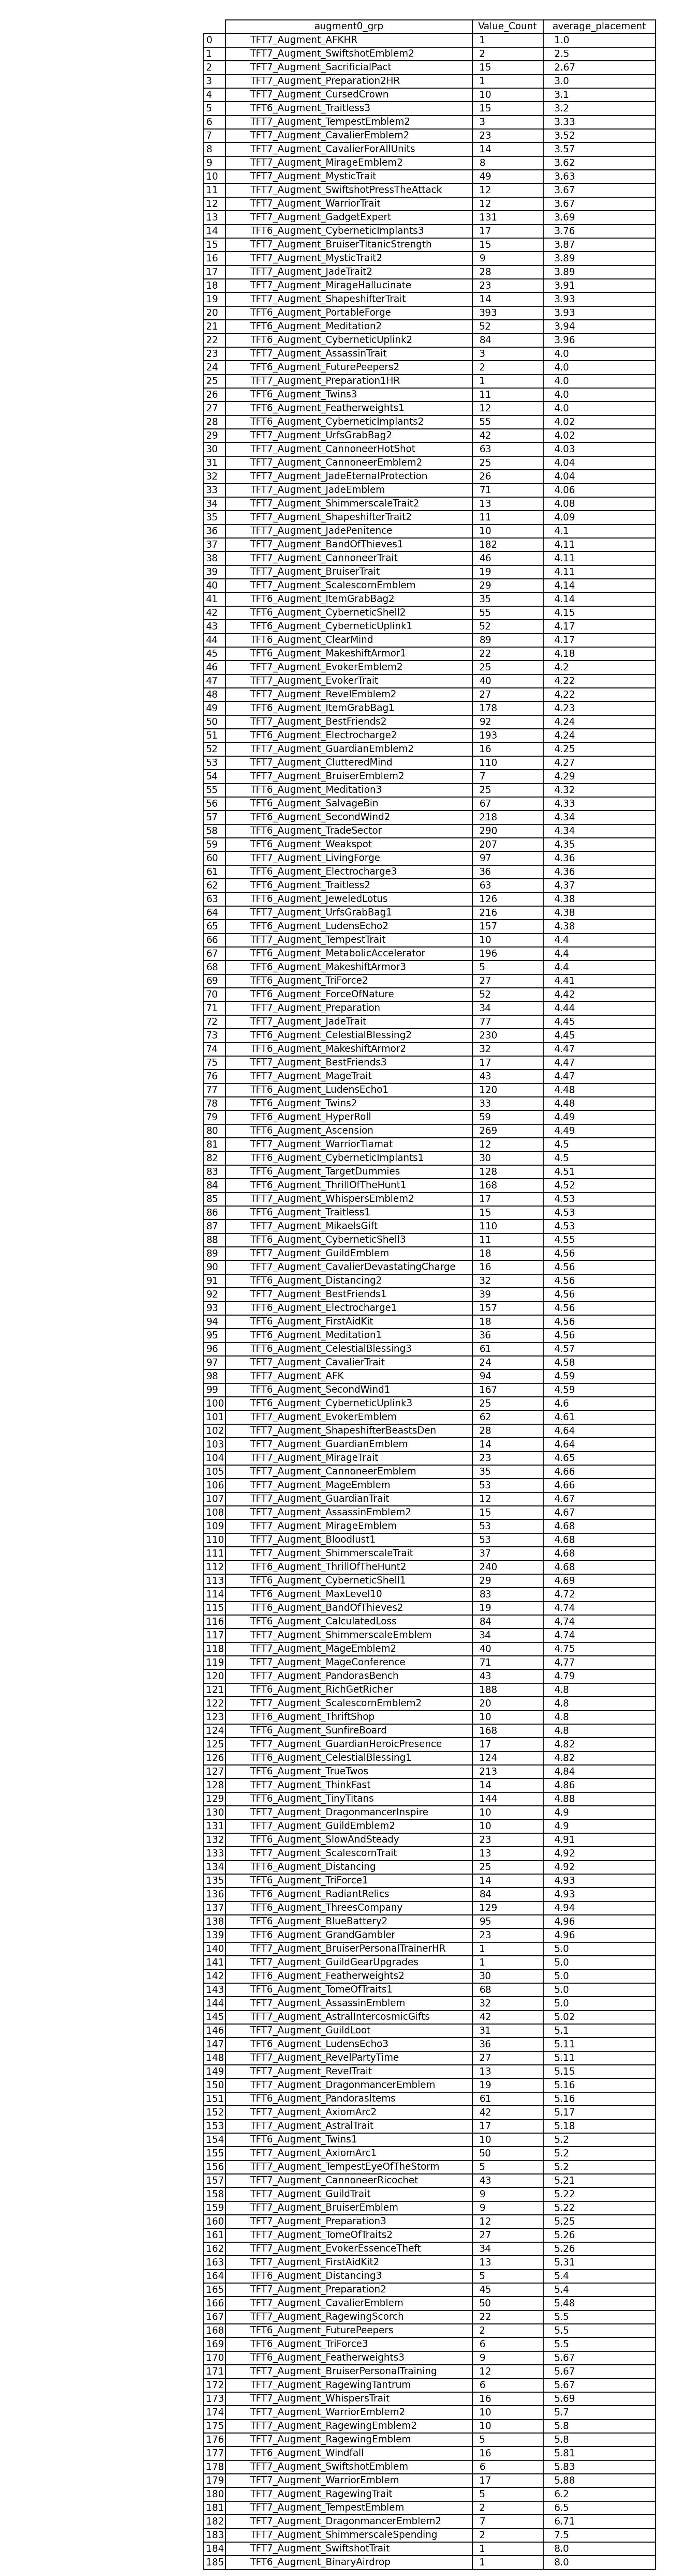 augment0_grp Value_Count average_placement
0 TFT7_Augment_AFKHR 1 1.0
1 TFT7_Augment_SwiftshotEmblem2 2 2.5
2 TFT7_Augment_SacrificialPact 15 2.67
3 TFT7_Augment_Preparation2HR 1 3.0
4 TFT7_Augment_CursedCrown 10 3.1
5 TFT6_Augment_Traitless3 15 3.2
6 TFT7_Augment_TempestEmblem2 3 3.33
7 TFT7_Augment_CavalierEmblem2 23 3.52
8 TFT7_Augment_CavalierForAllUnits 14 3.57
9 TFT7_Augment_MirageEmblem2 8 3.62
10 TFT7_Augment_MysticTrait 49 3.63
11 TFT7_Augment_SwiftshotPressTheAttack 12 3.67
12 TFT7_Augment_WarriorTrait 12 3.67
13 TFT7_Augment_GadgetExpert 131 3.69
14 TFT6_Augment_CyberneticImplants3 17 3.76
15 TFT7_Augment_BruiserTitanicStrength 15 3.87
16 TFT7_Augment_MysticTrait2 9 3.89
17 TFT7_Augment_JadeTrait2 28 3.89
18 TFT7_Augment_MirageHallucinate 23 3.91
19 TFT7_Augment_ShapeshifterTrait 14 3.93
20 TFT6_Augment_PortableForge 393 3.93
21 TFT6_Augment_Meditation2 52 3.94
22 TFT6_Augment_CyberneticUplink2 84 3.96
23 TFT7_Augment_AssassinTrait 3 4.0
24 TFT6_Augment_FuturePeepers2 2 4.0
25 TFT7_Augment_Preparation1HR 1 4.0
26 TFT6_Augment_Twins3 11 4.0
27 TFT6_Augment_Featherweights1 12 4.0
28 TFT6_Augment_CyberneticImplants2 55 4.02
29 TFT7_Augment_UrfsGrabBag2 42 4.02
30 TFT7_Augment_CannoneerHotShot 63 4.03
31 TFT7_Augment_CannoneerEmblem2 25 4.04
32 TFT7_Augment_JadeEternalProtection 26 4.04
33 TFT7_Augment_JadeEmblem 71 4.06
34 TFT7_Augment_ShimmerscaleTrait2 13 4.08
35 TFT7_Augment_ShapeshifterTrait2 11 4.09
36 TFT7_Augment_JadePenitence 10 4.1
37 TFT7_Augment_BandOfThieves1 182 4.11
38 TFT7_Augment_CannoneerTrait 46 4.11
39 TFT7_Augment_BruiserTrait 19 4.11
40 TFT7_Augment_ScalescornEmblem 29 4.14
41 TFT6_Augment_ItemGrabBag2 35 4.14
42 TFT6_Augment_CyberneticShell2 55 4.15
43 TFT6_Augment_CyberneticUplink1 52 4.17
44 TFT6_Augment_ClearMind 89 4.17
45 TFT6_Augment_MakeshiftArmor1 22 4.18
46 TFT7_Augment_EvokerEmblem2 25 4.2
47 TFT7_Augment_EvokerTrait 40 4.22
48 TFT7_Augment_RevelEmblem2 27 4.22
49 TFT6_Augment_ItemGrabBag1 178 4.23
50 TFT7_Augment_BestFriends2 92 4.24
51 TFT6_Augment_Electrocharge2 193 4.24
52 TFT7_Augment_GuardianEmblem2 16 4.25
53 TFT7_Augment_ClutteredMind 110 4.27
54 TFT7_Augment_BruiserEmblem2 7 4.29
55 TFT6_Augment_Meditation3 25 4.32
56 TFT6_Augment_SalvageBin 67 4.33
57 TFT6_Augment_SecondWind2 218 4.34
58 TFT6_Augment_TradeSector 290 4.34
59 TFT6_Augment_Weakspot 207 4.35
60 TFT7_Augment_LivingForge 97 4.36
61 TFT6_Augment_Electrocharge3 36 4.36
62 TFT6_Augment_Traitless2 63 4.37
63 TFT6_Augment_JeweledLotus 126 4.38
64 TFT7_Augment_UrfsGrabBag1 216 4.38
65 TFT6_Augment_LudensEcho2 157 4.38
66 TFT7_Augment_TempestTrait 10 4.4
67 TFT6_Augment_MetabolicAccelerator 196 4.4
68 TFT6_Augment_MakeshiftArmor3 5 4.4
69 TFT6_Augment_TriForce2 27 4.41
70 TFT6_Augment_ForceOfNature 52 4.42
71 TFT7_Augment_Preparation 34 4.44
72 TFT7_Augment_JadeTrait 77 4.45
73 TFT6_Augment_CelestialBlessing2 230 4.45
74 TFT6_Augment_MakeshiftArmor2 32 4.47
75 TFT7_Augment_BestFriends3 17 4.47
76 TFT7_Augment_MageTrait 43 4.47
77 TFT6_Augment_LudensEcho1 120 4.48
78 TFT6_Augment_Twins2 33 4.48
79 TFT6_Augment_HyperRoll 59 4.49
80 TFT6_Augment_Ascension 269 4.49
81 TFT7_Augment_WarriorTiamat 12 4.5
82 TFT6_Augment_CyberneticImplants1 30 4.5
83 TFT6_Augment_TargetDummies 128 4.51
84 TFT6_Augment_ThrillOfTheHunt1 168 4.52
85 TFT7_Augment_WhispersEmblem2 17 4.53
86 TFT6_Augment_Traitless1 15 4.53
87 TFT7_Augment_MikaelsGift 110 4.53
88 TFT6_Augment_CyberneticShell3 11 4.55
89 TFT7_Augment_GuildEmblem 18 4.56
90 TFT7_Augment_CavalierDevastatingCharge 16 4.56
91 TFT6_Augment_Distancing2 32 4.56
92 TFT7_Augment_BestFriends1 39 4.56
93 TFT6_Augment_Electrocharge1 157 4.56
94 TFT6_Augment_FirstAidKit 18 4.56
95 TFT6_Augment_Meditation1 36 4.56
96 TFT6_Augment_CelestialBlessing3 61 4.57
97 TFT7_Augment_CavalierTrait 24 4.58
98 TFT7_Augment_AFK 94 4.59
99 TFT6_Augment_SecondWind1 167 4.59
100 TFT6_Augment_CyberneticUplink3 25 4.6
101 TFT7_Augment_EvokerEmblem 62 4.61
102 TFT7_Augment_ShapeshifterBeastsDen 28 4.64
103 TFT7_Augment_GuardianEmblem 14 4.64
104 TFT7_Augment_MirageTrait 23 4.65
105 TFT7_Augment_CannoneerEmblem 35 4.66
106 TFT7_Augment_MageEmblem 53 4.66
107 TFT7_Augment_GuardianTrait 12 4.67
108 TFT7_Augment_AssassinEmblem2 15 4.67
109 TFT7_Augment_MirageEmblem 53 4.68
110 TFT7_Augment_Bloodlust1 53 4.68
111 TFT7_Augment_ShimmerscaleTrait 37 4.68
112 TFT6_Augment_ThrillOfTheHunt2 240 4.68
113 TFT6_Augment_CyberneticShell1 29 4.69
114 TFT6_Augment_MaxLevel10 83 4.72
115 TFT6_Augment_BandOfThieves2 19 4.74
116 TFT6_Augment_CalculatedLoss 84 4.74
117 TFT7_Augment_ShimmerscaleEmblem 34 4.74
118 TFT7_Augment_MageEmblem2 40 4.75
119 TFT7_Augment_MageConference 71 4.77
120 TFT6_Augment_PandorasBench 43 4.79
121 TFT6_Augment_RichGetRicher 188 4.8
122 TFT7_Augment_ScalescornEmblem2 20 4.8
123 TFT6_Augment_ThriftShop 10 4.8
124 TFT6_Augment_SunfireBoard 168 4.8
125 TFT7_Augment_GuardianHeroicPresence 17 4.82
126 TFT6_Augment_CelestialBlessing1 124 4.82
127 TFT6_Augment_TrueTwos 213 4.84
128 TFT7_Augment_ThinkFast 14 4.86
129 TFT6_Augment_TinyTitans 144 4.88
130 TFT7_Augment_DragonmancerInspire 10 4.9
131 TFT7_Augment_GuildEmblem2 10 4.9
132 TFT6_Augment_SlowAndSteady 23 4.91
133 TFT7_Augment_ScalescornTrait 13 4.92
134 TFT6_Augment_Distancing 25 4.92
135 TFT6_Augment_TriForce1 14 4.93
136 TFT6_Augment_RadiantRelics 84 4.93
137 TFT6_Augment_ThreesCompany 129 4.94
138 TFT6_Augment_BlueBattery2 95 4.96
139 TFT6_Augment_GrandGambler 23 4.96
140 TFT7_Augment_BruiserPersonalTrainerHR 1 5.0
141 TFT7_Augment_GuildGearUpgrades 1 5.0
142 TFT6_Augment_Featherweights2 30 5.0
143 TFT6_Augment_TomeOfTraits1 68 5.0
144 TFT7_Augment_AssassinEmblem 32 5.0
145 TFT7_Augment_AstralIntercosmicGifts 42 5.02
146 TFT7_Augment_GuildLoot 31 5.1
147 TFT6_Augment_LudensEcho3 36 5.11
148 TFT7_Augment_RevelPartyTime 27 5.11
149 TFT7_Augment_RevelTrait 13 5.15
150 TFT7_Augment_DragonmancerEmblem 19 5.16
151 TFT6_Augment_PandorasItems 61 5.16
152 TFT7_Augment_AxiomArc2 42 5.17
153 TFT7_Augment_AstralTrait 17 5.18
154 TFT6_Augment_Twins1 10 5.2
155 TFT7_Augment_AxiomArc1 50 5.2
156 TFT7_Augment_TempestEyeOfTheStorm 5 5.2
157 TFT7_Augment_CannoneerRicochet 43 5.21
158 TFT7_Augment_GuildTrait 9 5.22
159 TFT7_Augment_BruiserEmblem 9 5.22
160 TFT7_Augment_Preparation3 12 5.25
161 TFT6_Augment_TomeOfTraits2 27 5.26
162 TFT7_Augment_EvokerEssenceTheft 34 5.26
163 TFT7_Augment_FirstAidKit2 13 5.31
164 TFT6_Augment_Distancing3 5 5.4
165 TFT7_Augment_Preparation2 45 5.4
166 TFT7_Augment_CavalierEmblem 50 5.48
167 TFT7_Augment_RagewingScorch 22 5.5
168 TFT6_Augment_FuturePeepers 2 5.5
169 TFT6_Augment_TriForce3 6 5.5
170 TFT6_Augment_Featherweights3 9 5.67
171 TFT7_Augment_BruiserPersonalTraining 12 5.67
172 TFT7_Augment_RagewingTantrum 6 5.67
173 TFT7_Augment_WhispersTrait 16 5.69
174 TFT7_Augment_WarriorEmblem2 10 5.7
175 TFT7_Augment_RagewingEmblem2 10 5.8
176 TFT7_Augment_RagewingEmblem 5 5.8
177 TFT6_Augment_Windfall 16 5.81
178 TFT7_Augment_SwiftshotEmblem 6 5.83
179 TFT7_Augment_WarriorEmblem 17 5.88
180 TFT7_Augment_RagewingTrait 5 6.2
181 TFT7_Augment_TempestEmblem 2 6.5
182 TFT7_Augment_DragonmancerEmblem2 7 6.71
183 TFT7_Augment_ShimmerscaleSpending 2 7.5
184 TFT7_Augment_SwiftshotTrait 1 8.0
185 TFT6_Augment_BinaryAirdrop 1 8.0